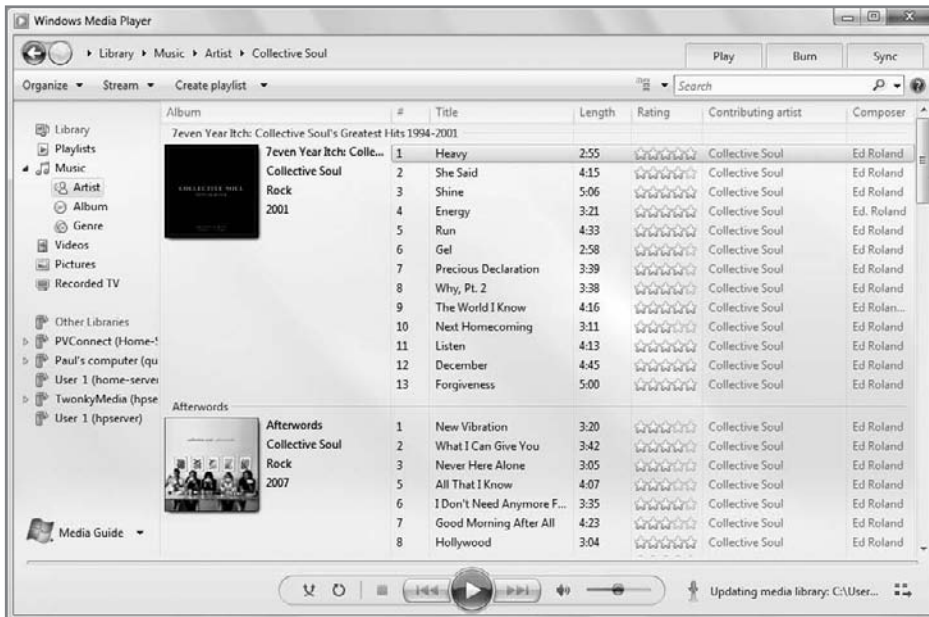 Windows Media Player
Library Music Artist Collective Soul
Play Burn Sync
Organize Stream Create playlist Search
Album # Title Length Rating Contributing artist Composer
Library
Playlists
Music
Artist
Album
Genre
Videos
Pictures
Recorded TV
Other Libraries
PVConnect (Home-S
Paul's computer (qu
User 1 (home-server
TwonkyMedia (hpse
User 1 (hpserver)
Media Guide
7even Year Itch: Collective Soul's Greatest Hits 1994-2001
COLLECTIVE SOUL
7even Year Itch: Colle... 1 Heavy 2:55 Collective Soul Ed Roland
Collective Soul 2 She Said 4:15 Collective Soul Ed Roland
Rock 3 Shine 5:06 Collective Soul Ed Roland
2001 4 Energy 3:21 Collective Soul Ed. Roland
5 Run 4:33 Collective Soul Ed Roland
6 Gel 2:58 Collective Soul Ed Roland
7 Precious Declaration 3:39 Collective Soul Ed Roland
8 Why, Pt. 2 3:38 Collective Soul Ed Roland
9 The World I Know 4:16 Collective Soul Ed Rolan...
10 Next Homecoming 3:11 Collective Soul Ed Roland
11 Listen 4:13 Collective Soul Ed Roland
12 December 4:45 Collective Soul Ed Roland
13 Forgiveness 5:00 Collective Soul Ed Roland
Afterwords
Afterwords 1 New Vibration 3:20 Collective Soul Ed Roland
Collective Soul 2 What I Can Give You 3:42 Collective Soul Ed Roland
Rock 3 Never Here Alone 3:05 Collective Soul Ed Roland
2007 5 All That I Know 4:07 Collective Soul Ed Roland
6 I Don't Need Anymore F... 3:35 Collective Soul Ed Roland
7 Good Morning After All 4:23 Collective Soul Ed Roland
8 Hollywood 3:04 Collective Soul Ed Roland
Updating media library: C:\User...